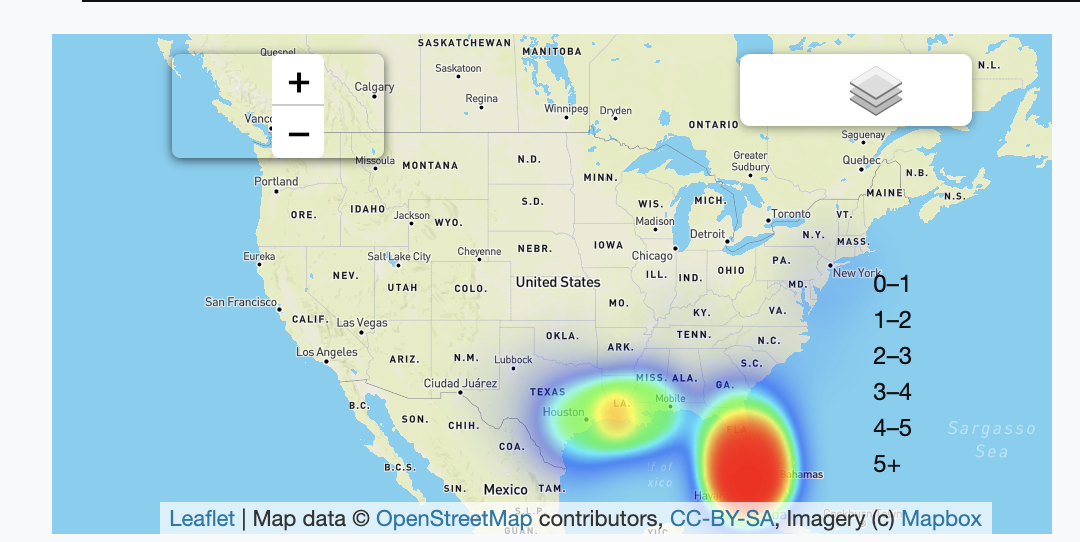 SASKATCHEWAN
MANITOBA
Quesnel
N.L.
Saskatoon
+
Calgary
Regina
Winnipeg
Dryden
ONTARIO
−
Saguenay
Missoula
MONTANA
N.D.
Greater
Sudbury
Quebec
N.B.
MINN.
Portland
MAINE
N.S.
ORE.
IDAHO
Jackson
WYO.
S.D.
WIS.
MICH.
Toronto
VT.
Madison
Detroit
N.Y.
MASS.
Eureka
Salt Lake City
Cheyenne
NEBR.
IOWA
Chicago
PA.
NEV.
UTAH
COLO.
United States
ILL.
IND.
OHIO
MD.
New York
0–1
San Francisco
MO.
KY.
VA.
CALIF.
Las Vegas
1–2
OKLA.
TENN.
N.C.
Los Angeles
ARIZ.
N.M.
Lubbock
ARK.
S.C.
2–3
Ciudad Juárez
TEXAS
MISS.
ALA.
GA.
3–4
B.C.
SON.
CHIH.
Houston
LA.
Mobile
FLA.
4–5
Sargasso
Sea
COA.
B.C.S.
5+
SIN.
Mexico
TAM.
S.L.P.
Leaflet | Map data © OpenStreetMap contributors, CC-BY-SA, Imagery (c) Mapbox
GUAN.
YUC.